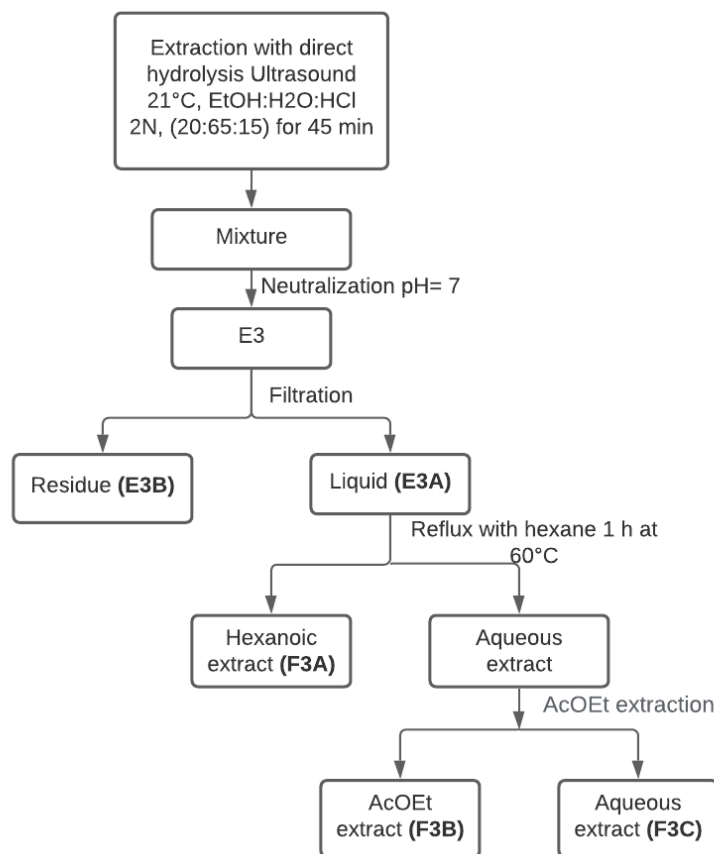 Extraction with direct
hydrolysis Ultrasound
21°C, EtOH:H2O:HCl
2N, (20:65:15) for 45 min
Mixture
Neutralization pH= 7
E3
Filtration
Residue (E3B)
Liquid (E3A)
Reflux with hexane 1 h at
60°C
Hexanoic
extract (F3A)
Aqueous
extract
AcOEt extraction
AcOEt
extract (F3B)
Aqueous
extract (F3C)